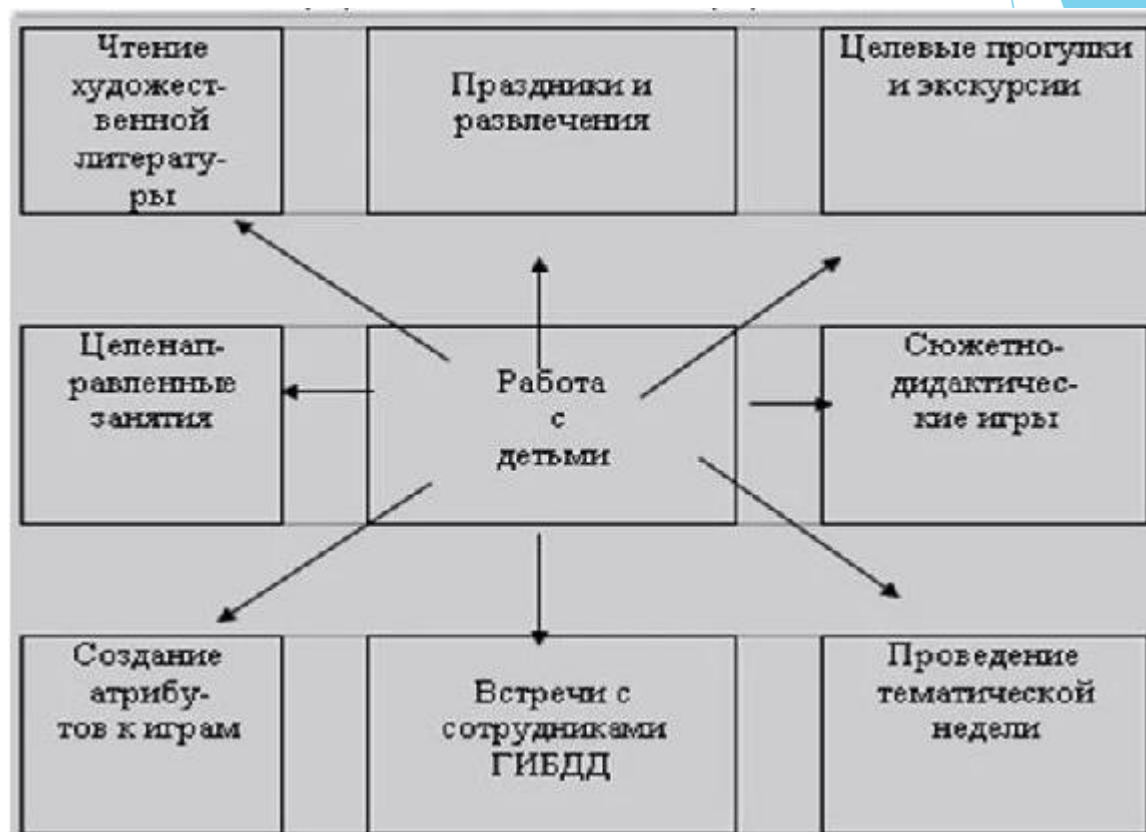 Чтение
художест-
венной
литерату-
ры
Праздники и
развлечения
Целевые прогулки
и экскурсии
Целенап-
равленные
занятия
Работа
с
детьми
Сюжетно-
дидактичес-
кие игры
Создание
атрибу-
тов к играм
Встречи с
сотрудниками
ГИБДД
Проведение
тематической
недели